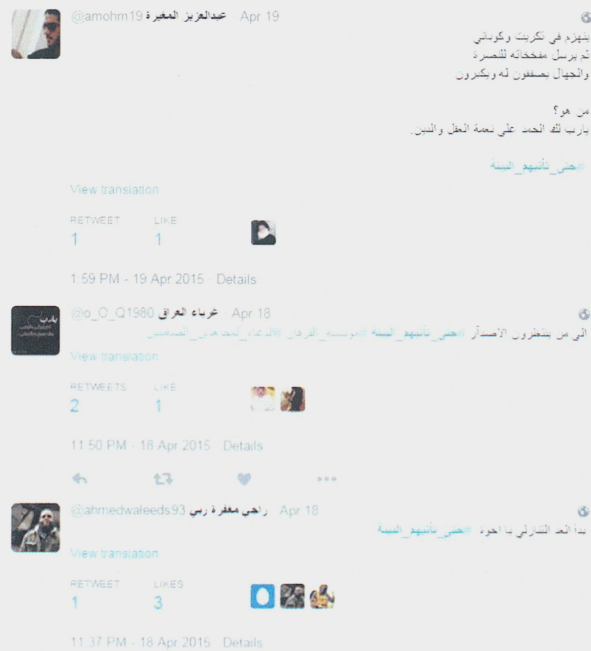 عبدالعزيز المغيرة @amohm19 · Apr 19
ينهزم في تكريت وكوباني
ثم يرسل مفخخاته للنصرة
والجهال يصفقون له ويكبرون
من هو؟
يارب لك الحمد على نعمة العقل والدين.
#حتى_تأتيهم_البينة
View translation
RETWEET LIKE
1 1
1:59 PM - 19 Apr 2015 · Details
غرباء العراق @o_O_Q1980 · Apr 18
الى من ينتظرون الاصدار #حتى_تأتيهم_البينة #مؤسسة_الفرقان
View translation
RETWEETS LIKE
2 1
11:50 PM - 18 Apr 2015 · Details
راجي مغفرة ربي @ahmedwaleeds93 · Apr 18
بدأ العد التنازلي يا اخوة #حتى_تأتيهم_البينة
View translation
RETWEET LIKES
1 3
11:37 PM - 18 Apr 2015 · Details